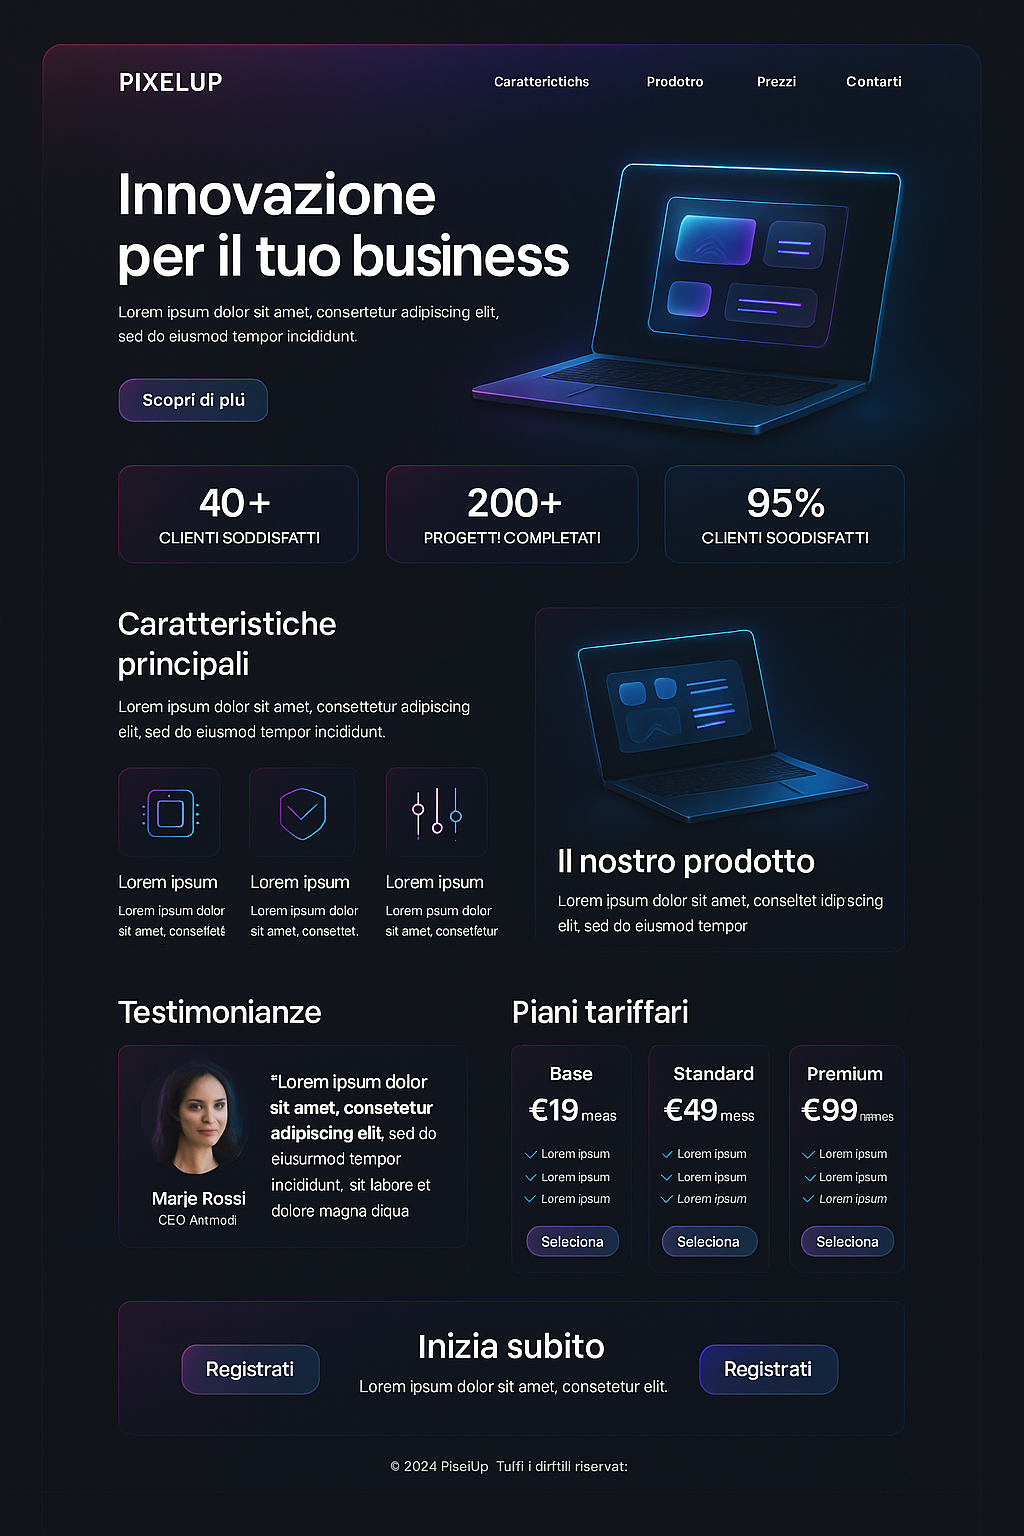 PIXELUP
Caratterictichs
Prodotro
Prezzi
Contarti
Innovazione
per il tuo business
Lorem ipsum dolor sit amet, consertetur adipiscing elit,
sed do eiusmod tempor incididunt.
Scopri di plú
40+
CLIENTI SODDISFATTI
200+
PROGETT! COMPLETATI
95%
CLIENTI SOODISFATTI
Caratteristiche
principali
Lorem ipsum dolor sit amet, consettetur adipiscing
elit, sed do eiusmod tempor incididunt.
Lorem ipsum
Lorem ipsum dolor
sit amet,
Lorem ipsum
Lorem ipsum dolor
sit amet, consettet.
Lorem ipsum
Lorem psum dolor
sit amet, consetfetur
Il nostro prodotto
Lorem ipsum dolor sit amet, conseltet idip'scing
elit, sed do eiusmod tempor
Testimonianze
"Lorem ipsum dolor
sit amet, consetetur
adipiscing elit, sed do
eiusurmod tempor
incididunt, sit labore et
dolore magna diqua
Marje Rossi
CEO Antmodi
Piani tariffari
Base
€19 meas
Lorem ipsum
Lorem ipsum
Lorem ipsum
Seleciona
Standard
€49 mess
Lorem ipsum
Lorem ipsum
Lorem ipsum
Seleciona
Premium
€99
Lorem ipsum
Lorem ipsum
Lorem ipsum
Seleciona
Registrati
Inizia subito
Lorem ipsum dolor sit amet, consetetur elit.
Registrati
© 2024 PiseiUp Tuffi i dirftill riservat: